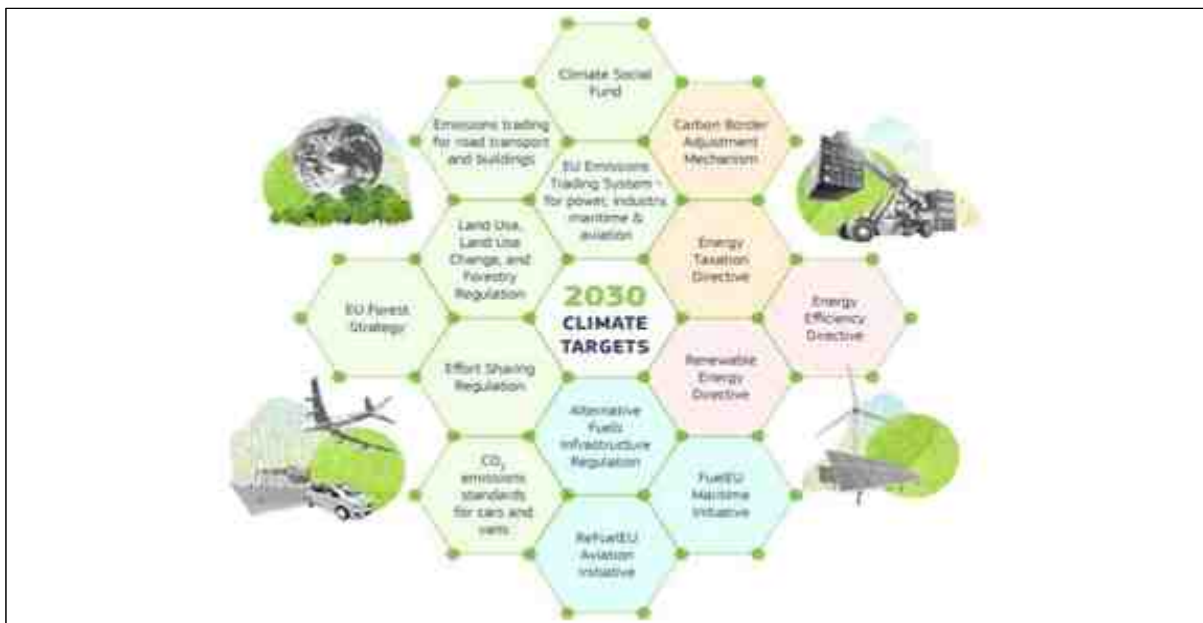 Climate Social
Fund
Emissions trading
for road transport
and buildings
Carbon Border
Adjustment
Mechanism
EU Emissions
Trading System -
for power, industry,
maritime &
aviation
Land Use,
Land Use
Change, and
Forestry
Regulation
Energy
Taxation
Directive
EU Forest
Strategy
2030
CLIMATE
TARGETS
Energy
Efficiency
Directive
Effort Sharing
Regulation
Renewable
Energy
Directive
Alternative
Fuels
Infrastructure
Regulation
CO₂
emissions
standards
for cars and
vans
FuelEU
Maritime
Initiative
ReFuelEU
Aviation
Initiative